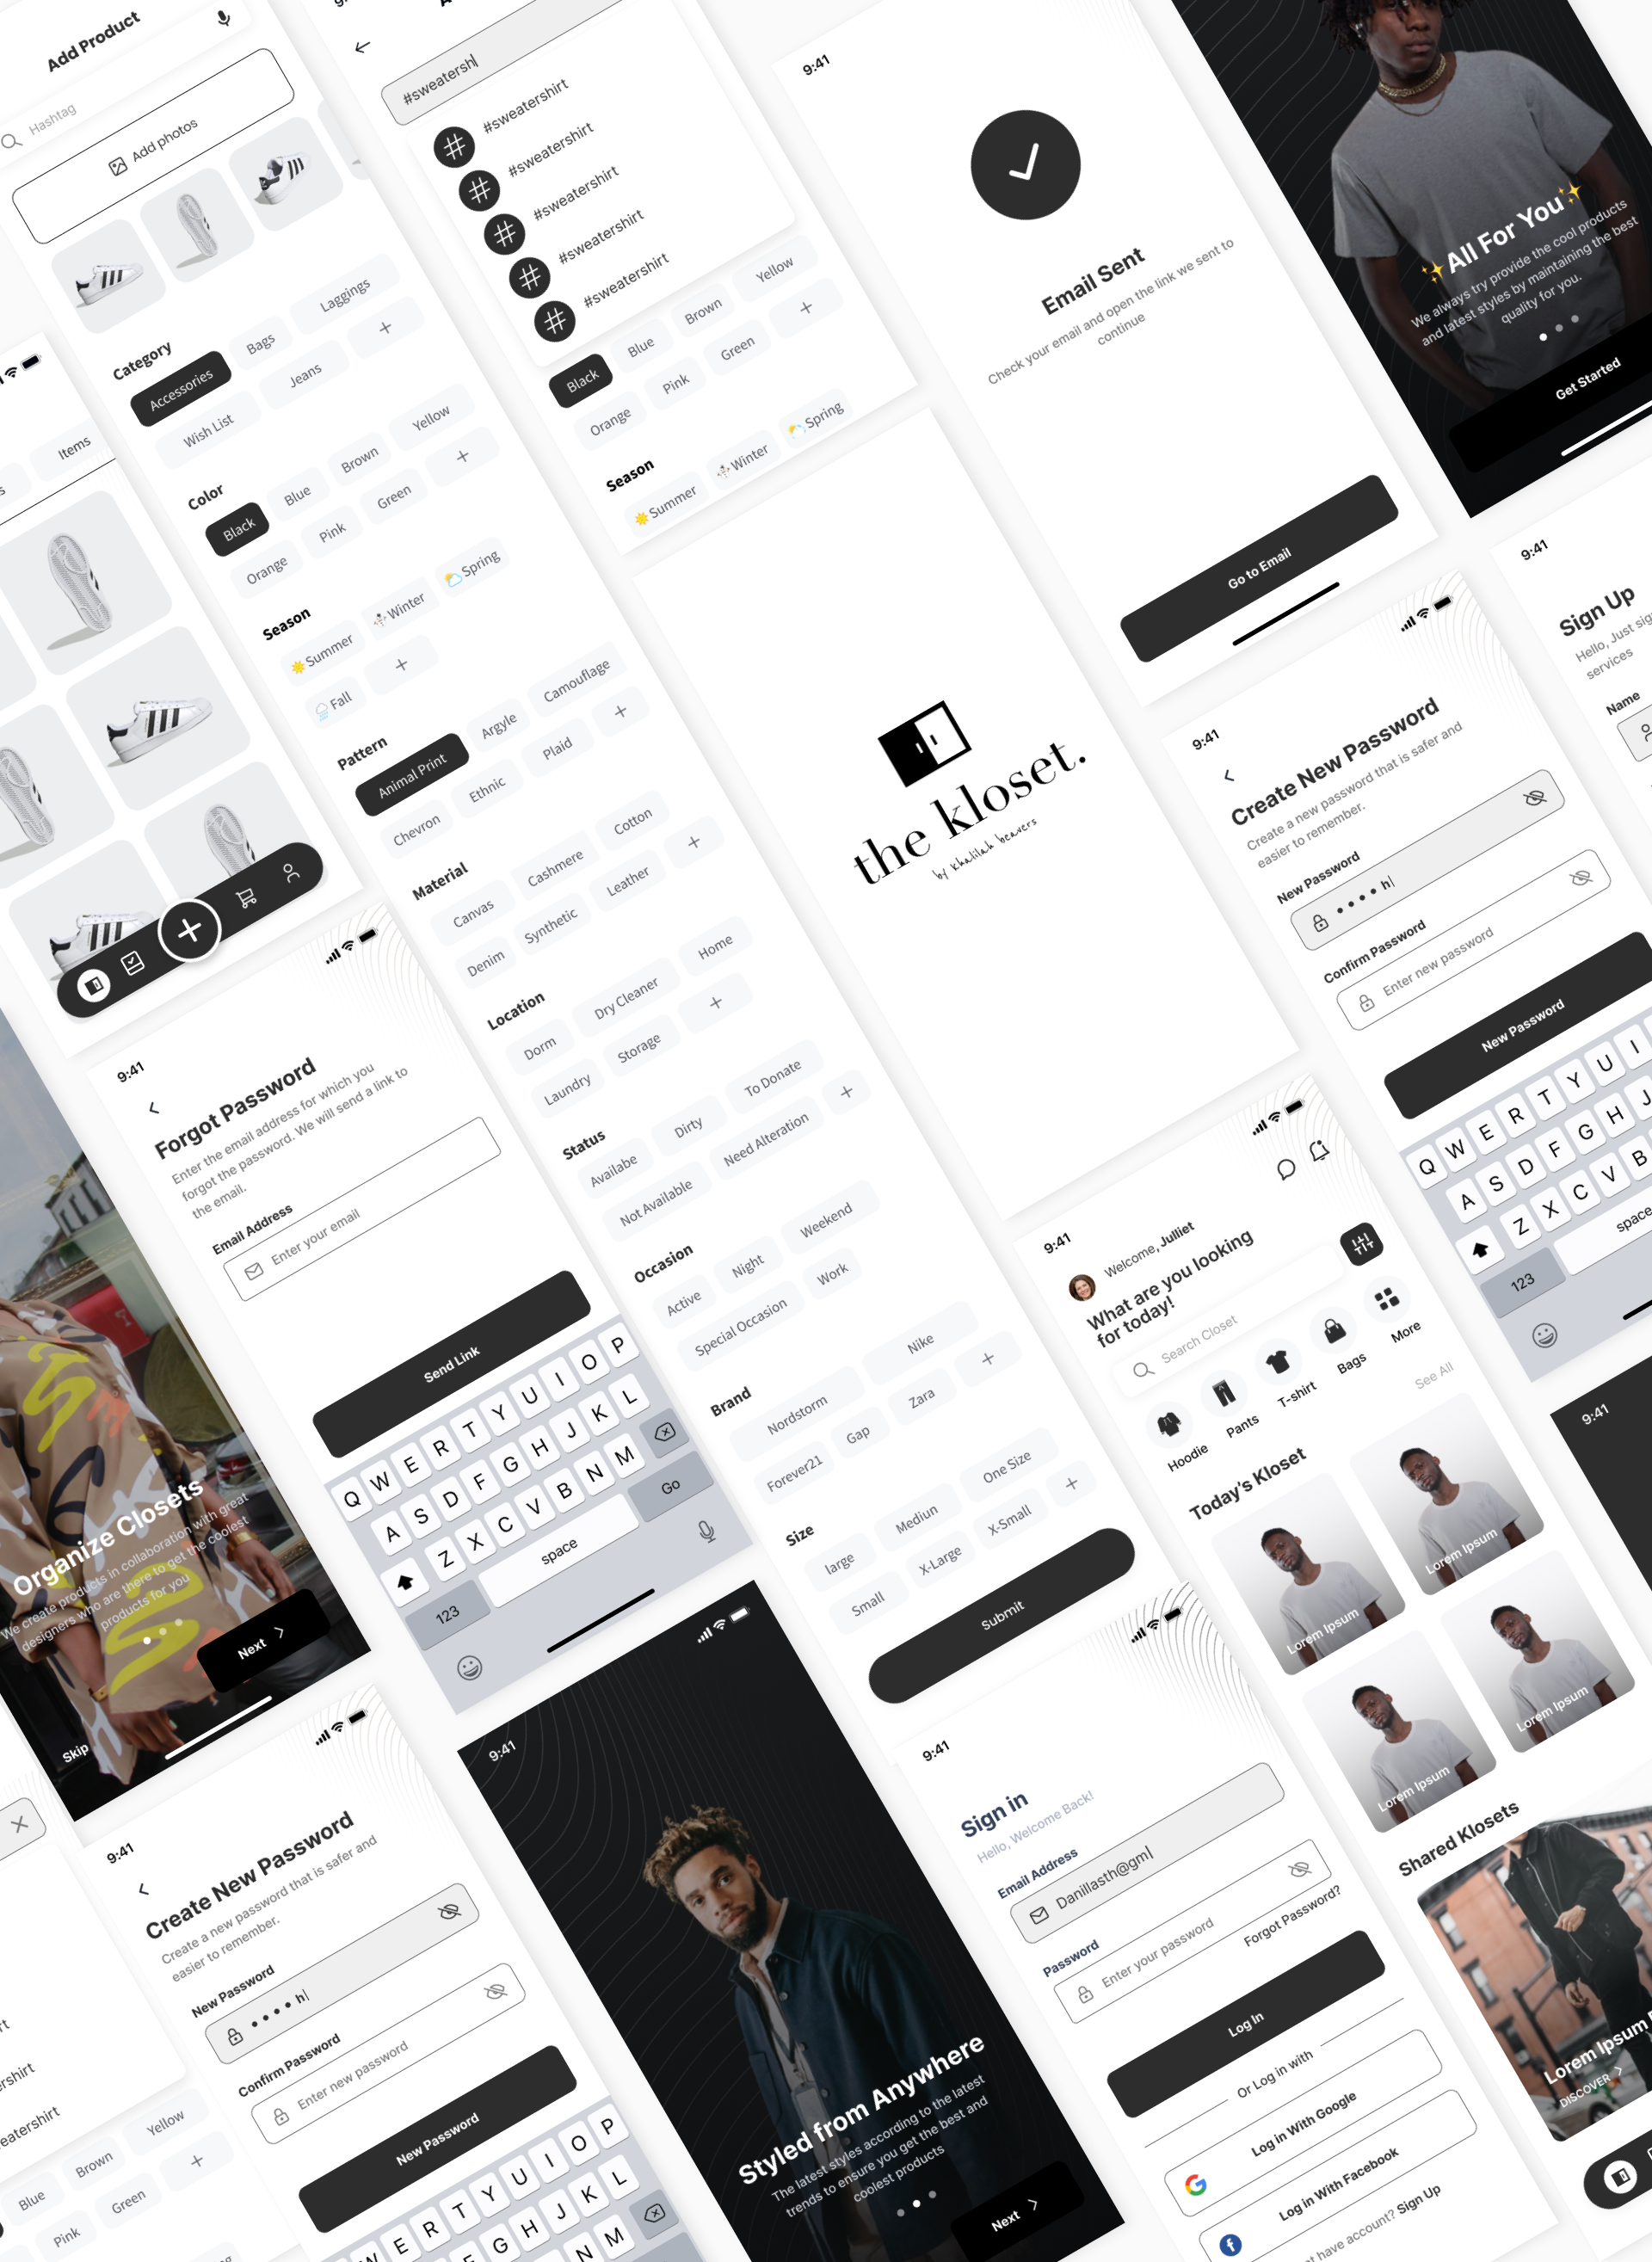 Add Product
Hashtag
Add photos
Category
Accessories
Bags
Laggings
Wish List
Jeans
Color
Black
Blue
Brown
Yellow
Orange
Pink
Green
Season
Summer
Winter
Spring
Fall
Pattern
Animal Print
Argyle
Camouflage
Chevron
Ethnic
Plaid
Material
Canvas
Cashmere
Cotton
Denim
Synthetic
Leather
Location
Dorm
Dry Cleaner
Home
Laundry
Storage
Status
Availabe
Dirty
To Donate
Not Available
Need Alteration
Occasion
Active
Night
Weekend
Special Occasion
Work
Brand
Nordstorm
Nike
Forever21
Gap
Zara
Size
large
Mediun
One Size
Small
X-Large
X-Small
Submit
#sweatersh
#sweatershirt
#sweatershirt
#sweatershirt
#sweatershirt
#sweatershirt
Black
Blue
Brown
Yellow
Orange
Pink
Green
Season
Summer
Winter
Spring
9:41
Email Sent
Check your email and open the link we sent to
continue
Go to Email
✨All For You✨
We always try provide the cool products
and latest styles by maintaining the best
quality for you.
Get Started
Items
the kloset.
by khalilah beavers
9:41
Create New Password
Create a new password that is safer and
easier to remember.
New Password
• • • • h
Confirm Password
Enter new password
New Password
Q W E R T Y U I
A S D F G H J
Z X C V B
123
space
9:41
Sign Up
Hello, Just sig
services
Name
9:41
Forgot Password
Enter the email address for which you
forgot the password. We will send a link to
the email.
Email Address
Enter your email
Send Link
Q W E R T Y U I O P
A S D F G H J K L
Z X C V B N M
123
space
Go
Organize Closets
We create products in collaboration with great
designers who are there to get the coolest
products for you
Next
Skip
9:41
Welcome, Julliet
What are you looking
for today!
Search Closet
Hoodie
Pants
T-shirt
Bags
More
Today's Kloset
See All
Lorem Ipsum
Lorem Ipsum
Lorem Ipsum
Lorem Ipsum
Shared Klosets
Lorem Ipsum
DISCOVER
9:41
9:41
Create New Password
Create a new password that is safer and
easier to remember.
New Password
• • • • h
Confirm Password
Enter new password
New Password
W E R T Y U I O P
F G H J K L
N M
9:41
Styled from Anywhere
The latest styles according to the latest
trends to ensure you get the best and
coolest products
Next
9:41
Sign in
Hello, Welcome Back!
Email Address
Danillasth@gml
Password
Enter your password
Forgot Password?
Log In
Or Log in with
Log in With Google
Log in With Facebook
have account? Sign Up
Blue
Brown
Yellow
Pink
Green